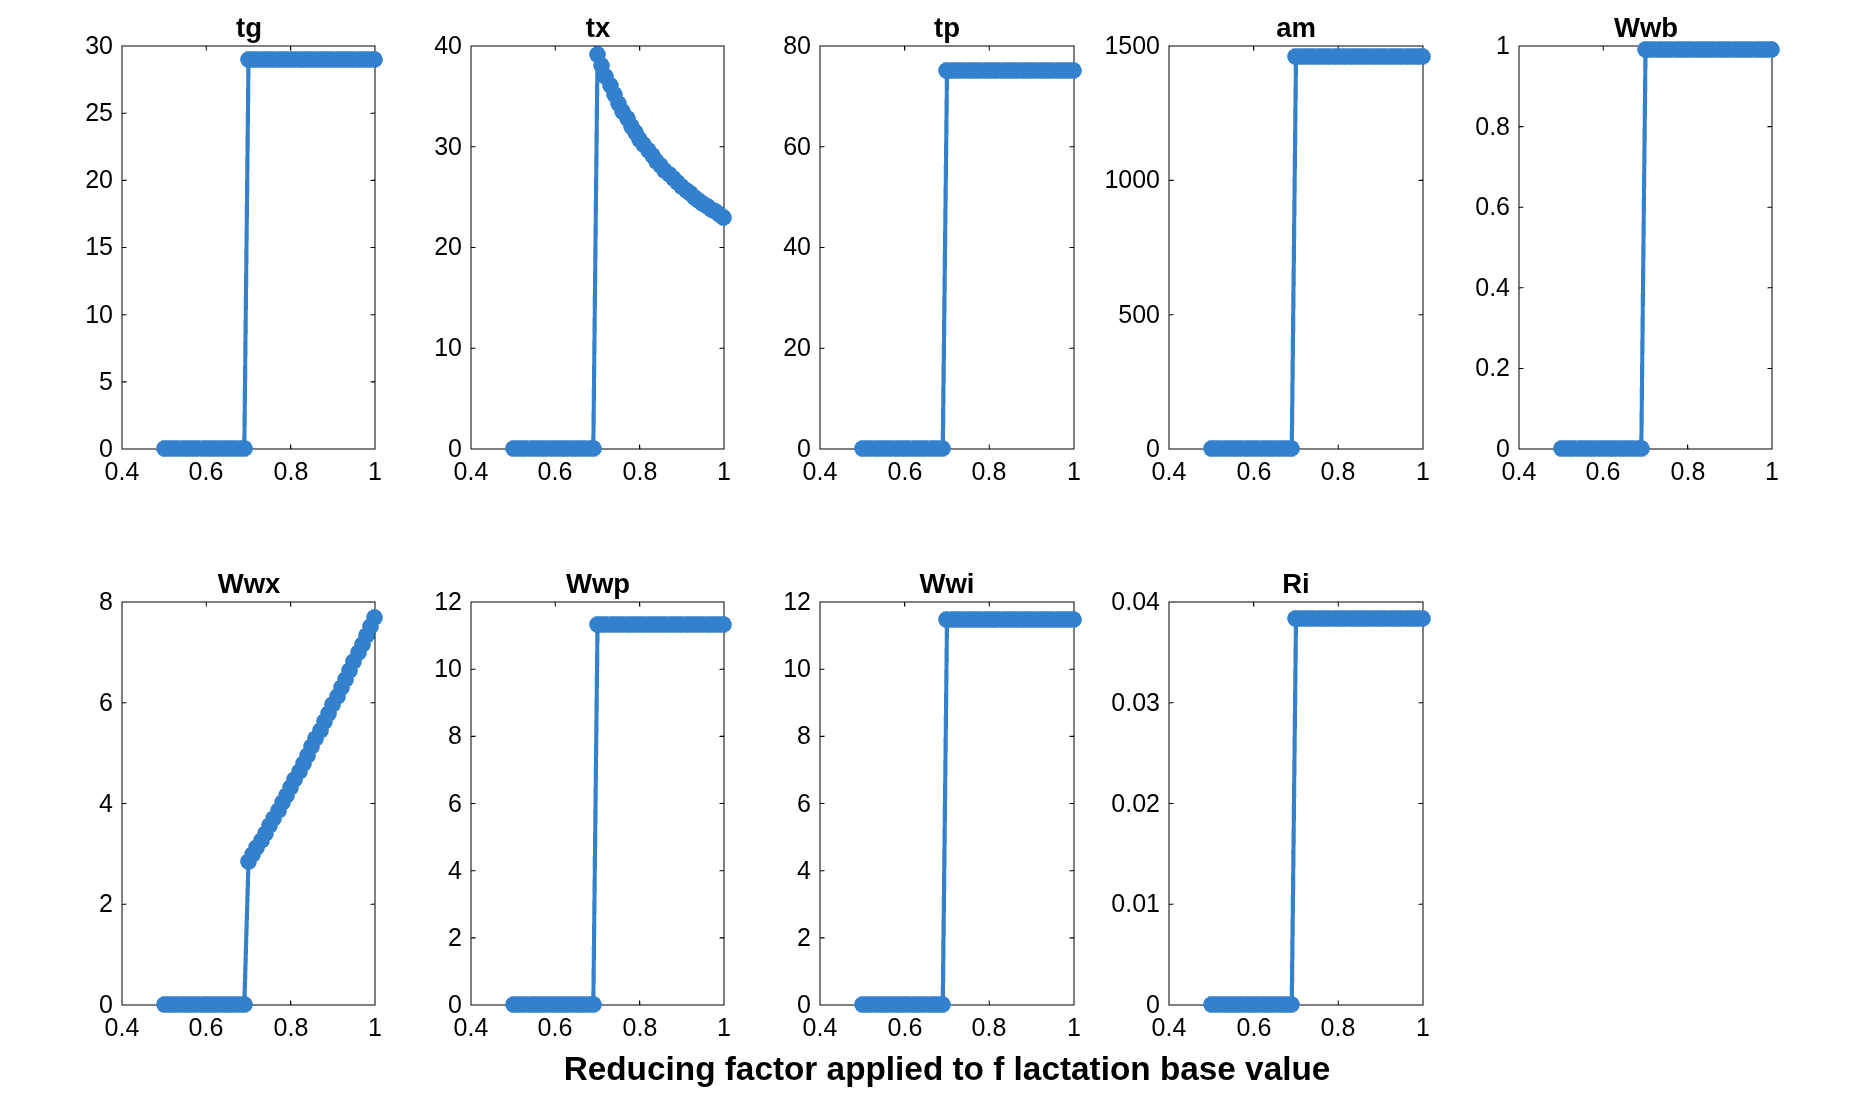 tg tx tp am Wwb
30 40 80 1500 1
25 30 60 1000 0.8
20 20 40 500 0.6
15 10 20 0 0.4
10 0 0 0.2
5 0
0
0.4 0.6 0.8 1 0.4 0.6 0.8 1 0.4 0.6 0.8 1 0.4 0.6 0.8 1 0.4 0.6 0.8 1
Wwx Wwp Wwi Ri
8 12 12 0.04
6 10 10 0.03
4 8 8 0.02
2 6 6 0.01
0 4 4 0
2 2
0 0
0.4 0.6 0.8 1 0.4 0.6 0.8 1 0.4 0.6 0.8 1 0.4 0.6 0.8 1
Reducing factor applied to f lactation base value